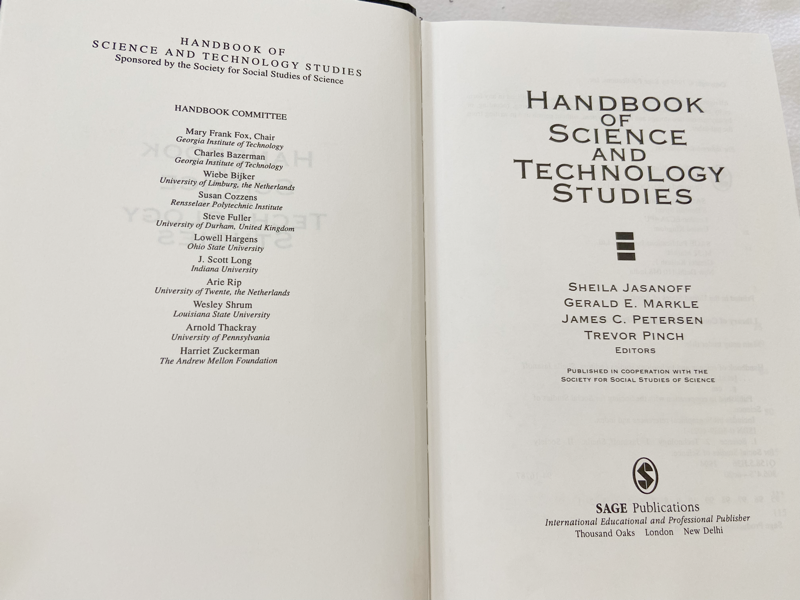 HANDBOOK OF
SCIENCE AND TECHNOLOGY STUDIES
Sponsored by the Society for Social Studies of Science
HANDBOOK COMMITTEE
Mary Frank Fox, Chair
Georgia Institute of Technology
Charles Bazerman
Georgia Institute of Technology
Wiebe Bijker
University of Limburg, the Netherlands
Susan Cozzens
Rensselaer Polytechnic Institute
Steve Fuller
University of Durham, United Kingdom
Lowell Hargens
Ohio State University
J. Scott Long
Indiana University
Arie Rip
University of Twente, the Netherlands
Wesley Shrum
Louisiana State University
Arnold Thackray
University of Pennsylvania
Harriet Zuckerman
The Andrew Mellon Foundation
HANDBOOK
OF
SCIENCE
AND
TECHNOLOGY
STUDIES
SHEILA JASANOFF
GERALD E. MARKLE
JAMES C. PETERSEN
TREVOR PINCH
EDITORS
PUBLISHED IN COOPERATION WITH THE
SOCIETY FOR SOCIAL STUDIES OF SCIENCE
S
SAGE Publications
International Educational and Professional Publisher
Thousand Oaks London New Delhi